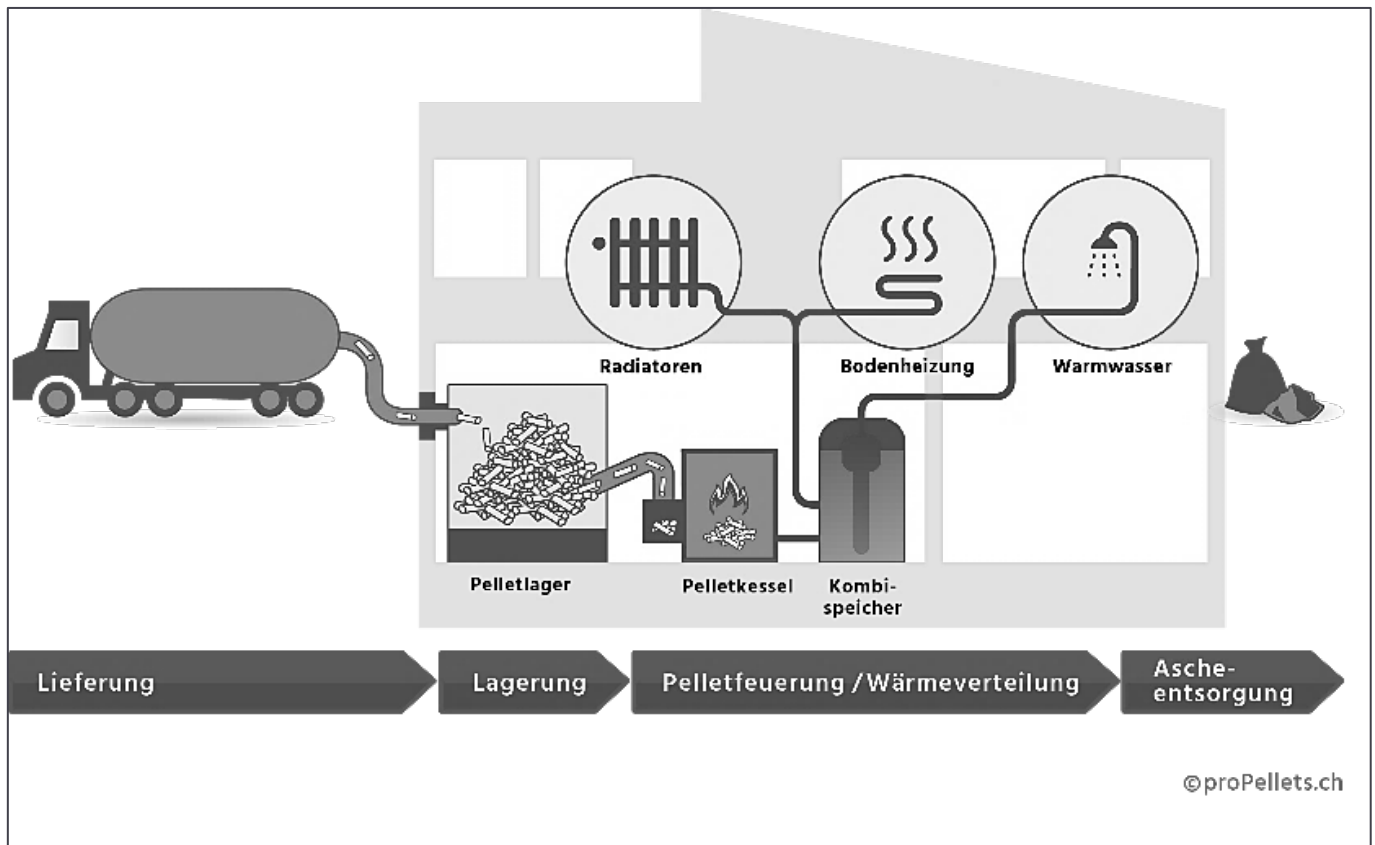 Radiatoren
Bodenheizung
Warmwasser
Pelletlager
Pelletkessel
Kombi-
speicher
Lieferung
Lagerung
Pelletfeuerung / Wärmeverteilung
Asche-
entsorgung
©proPellets.ch